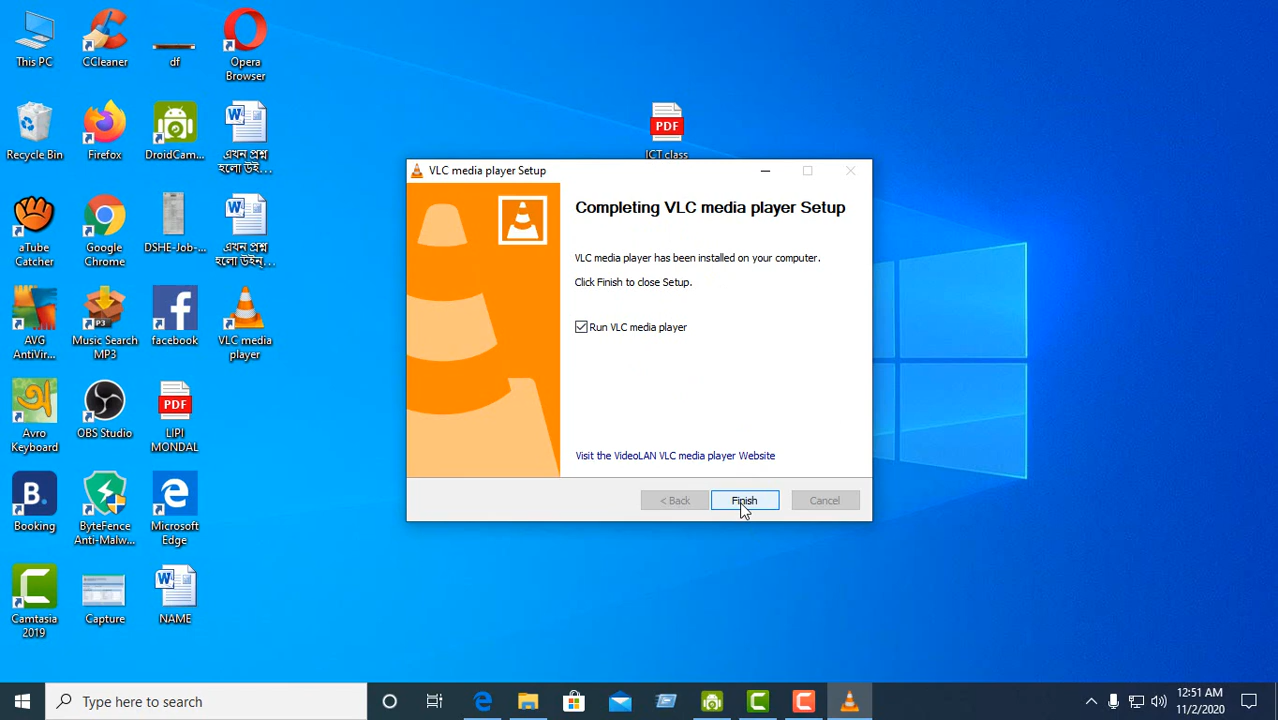 This PC
CCleaner
df
Opera
Browser
Recycle Bin
Firefox
DroidCam...
এখন প্রশ্ন
হলো উই...
PDF
ICT class
aTube
Catcher
Google
Chrome
DSHE-Job-...
এখন প্রশ্ন
হলো উইন্...
AVG
AntiVir...
P3
Music Search
MP3
facebook
VLC media
player
অ
Avro
Keyboard
OBS Studio
PDF
LIPI
MONDAL
B.
Booking
ByteFence
Anti-Malw...
Microsoft
Edge
Camtasia
2019
Capture
NAME
VLC media player Setup
Completing VLC media player Setup
VLC media player has been installed on your computer.
Click Finish to close Setup.
Run VLC media player
Visit the VideoLAN VLC media player Website
< Back
Finish
Cancel
Type here to search
12:51 AM
11/2/2020